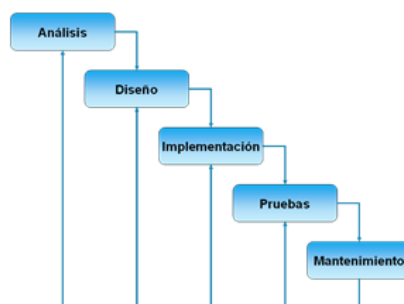 Análisis
Diseño
Implementación
Pruebas
Mantenimiento